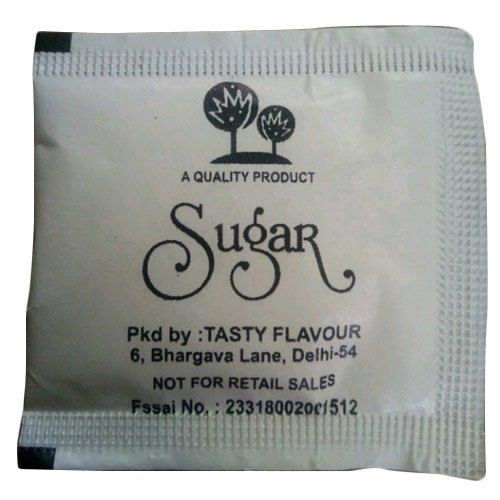 A QUALITY PRODUCT
Sugar
Pkd by :TASTY FLAVOUR
6, Bhargava Lane, Delhi-54
NOT FOR RETAIL SALES
Fssai No. :